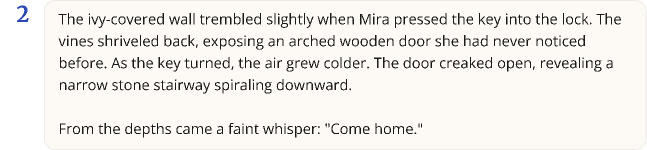 2
The ivy-covered wall trembled slightly when Mira pressed the key into the lock. The
vines shriveled back, exposing an arched wooden door she had never noticed
before. As the key turned, the air grew colder. The door creaked open, revealing a
narrow stone stairway spiraling downward.
From the depths came a faint whisper: "Come home."